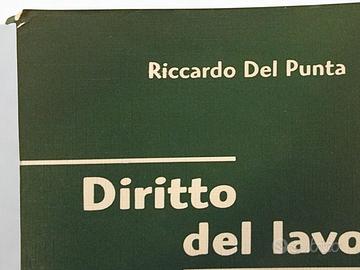 Riccardo Del Punta
Diritto
del lavo